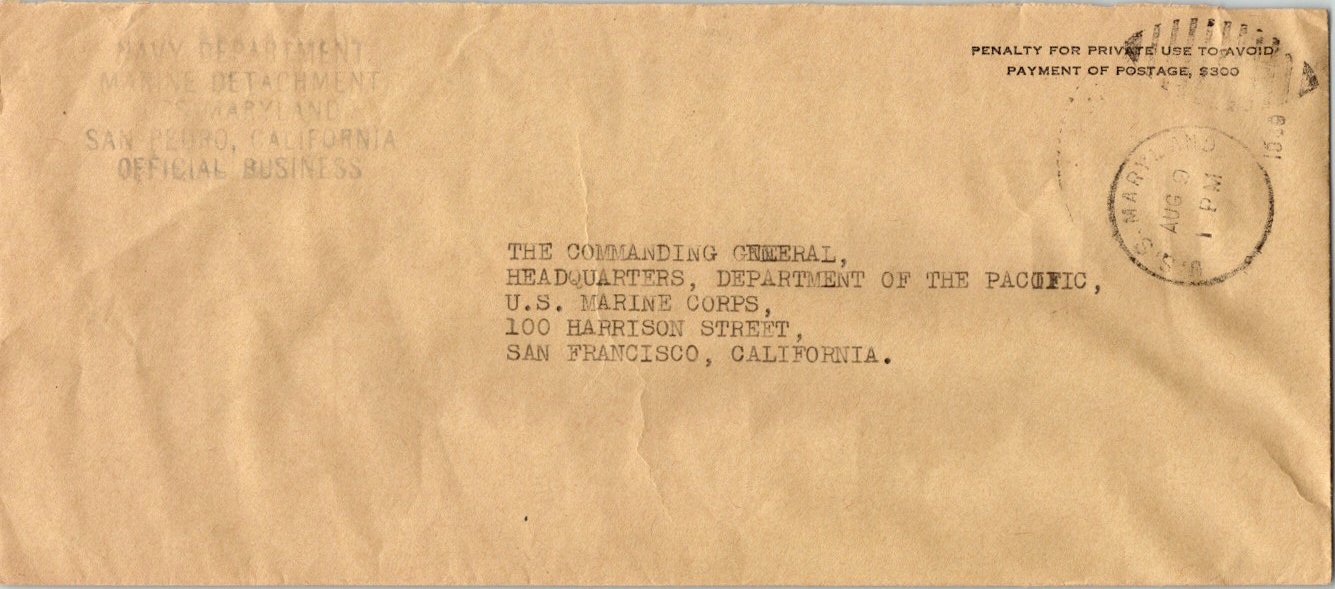 NAVY DEPARTMENT
MARINE DETACHMENT
MARYLAND
SAN PEDRO, CALIFORNIA
OFFICIAL BUSINESS
PENALTY FOR PRIVATE USE TO AVOID
PAYMENT OF POSTAGE, $300
U.S.S. MARYLAND
AUG 9
1 PM
THE COMMANDING GENERAL,
HEADQUARTERS, DEPARTMENT OF THE PACIFIC,
U.S. MARINE CORPS,
100 HARRISON STREET,
SAN FRANCISCO, CALIFORNIA.